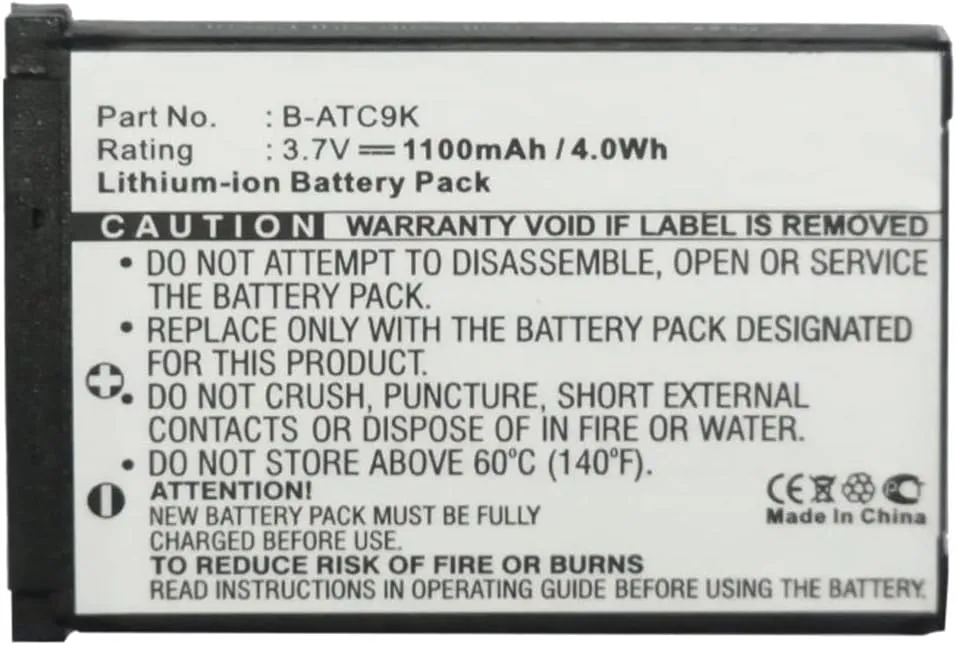 Part No. : B-ATC9K
Rating : 3.7V 1100mAh / 4.0Wh
Lithium-ion Battery Pack
CAUTION WARRANTY VOID IF LABEL IS REMOVED
• DO NOT ATTEMPT TO DISASSEMBLE, OPEN OR SERVICE
THE BATTERY PACK.
• REPLACE ONLY WITH THE BATTERY PACK DESIGNATED
FOR THIS PRODUCT.
• DO NOT CRUSH, PUNCTURE, SHORT EXTERNAL
CONTACTS OR DISPOSE OF IN FIRE OR WATER.
• DO NOT STORE ABOVE 60°C (140°F).
ATTENTION!
NEW BATTERY PACK MUST BE FULLY
CHARGED BEFORE USE.
TO REDUCE RISK OF FIRE OR BURNS
READ INSTRUCTIONS IN OPERATING GUIDE BEFORE USING THE BATTERY.
CE
Made In China